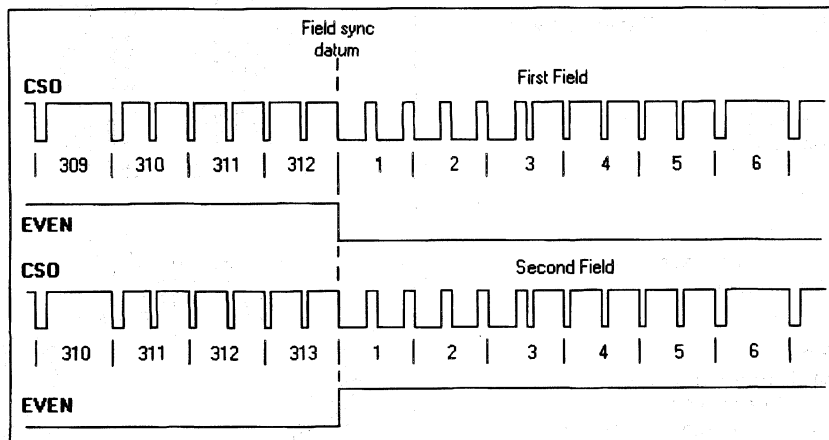 Field sync
datum
CSO
First Field
309 310 311 312 1 2 3 4 5 6
EVEN
CSO
Second Field
310 311 312 313 1 2 3 4 5 6
EVEN